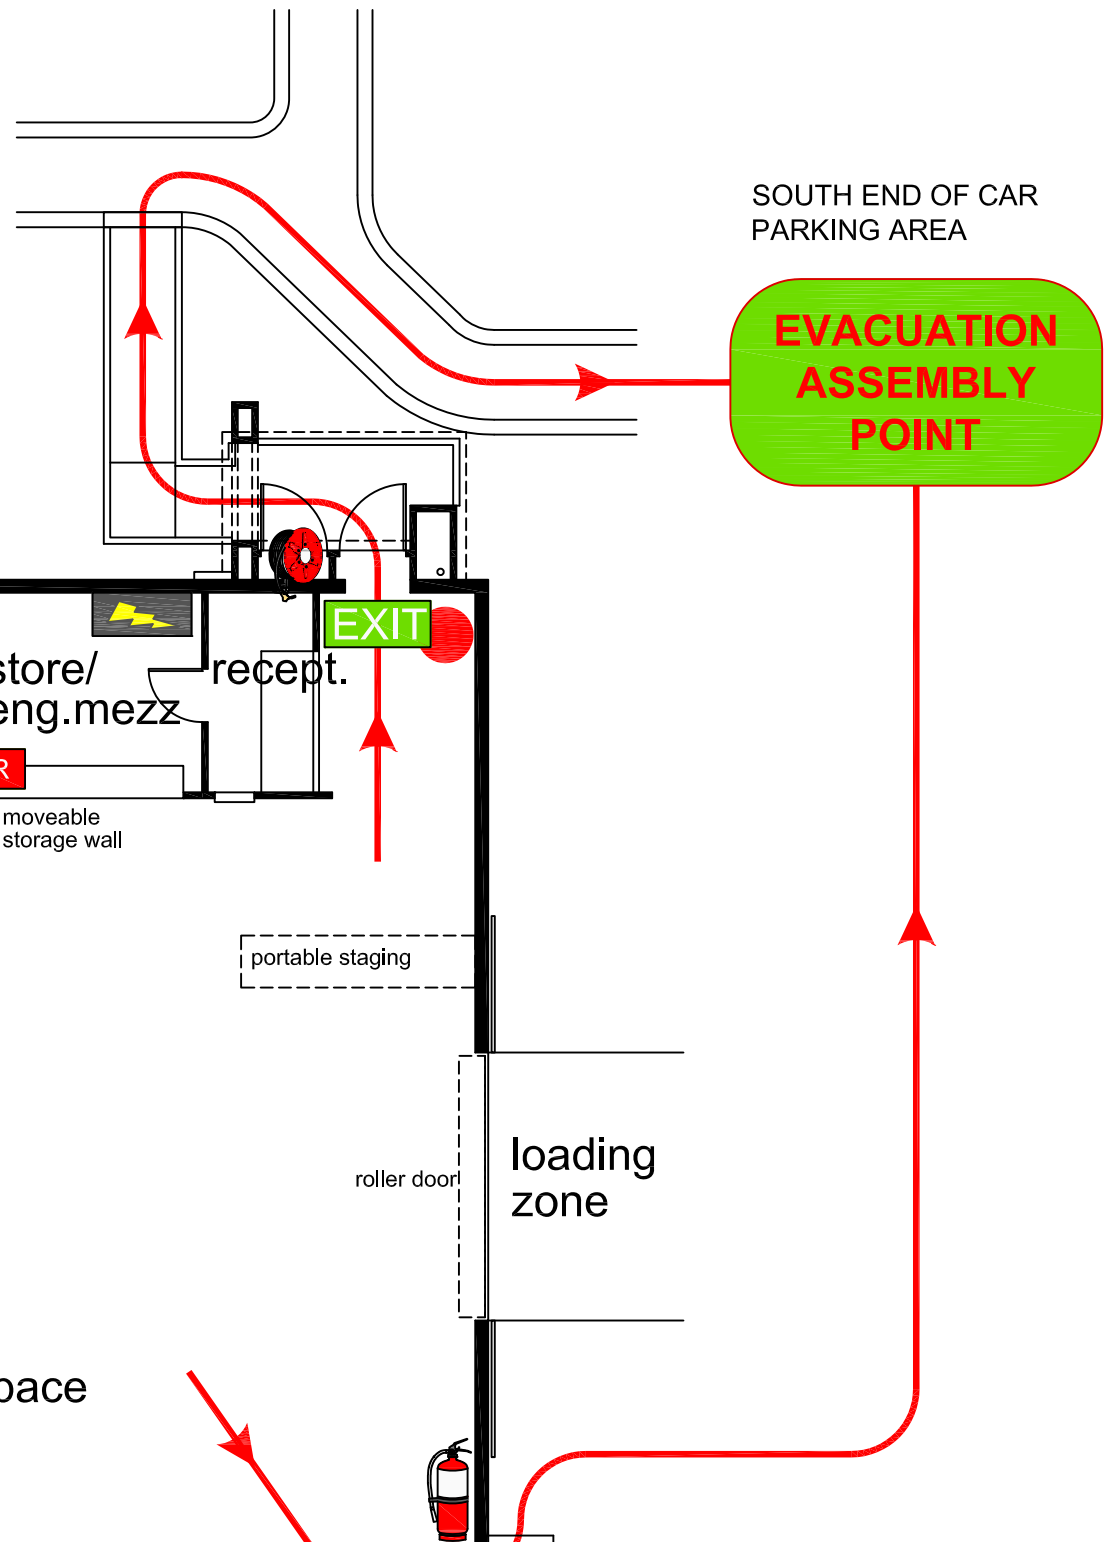 SOUTH END OF CAR
PARKING AREA
EVACUATION
ASSEMBLY
POINT
EXIT
store/
eng.mezz
recept.
R
moveable
storage wall
portable staging
roller door
loading
zone
pace